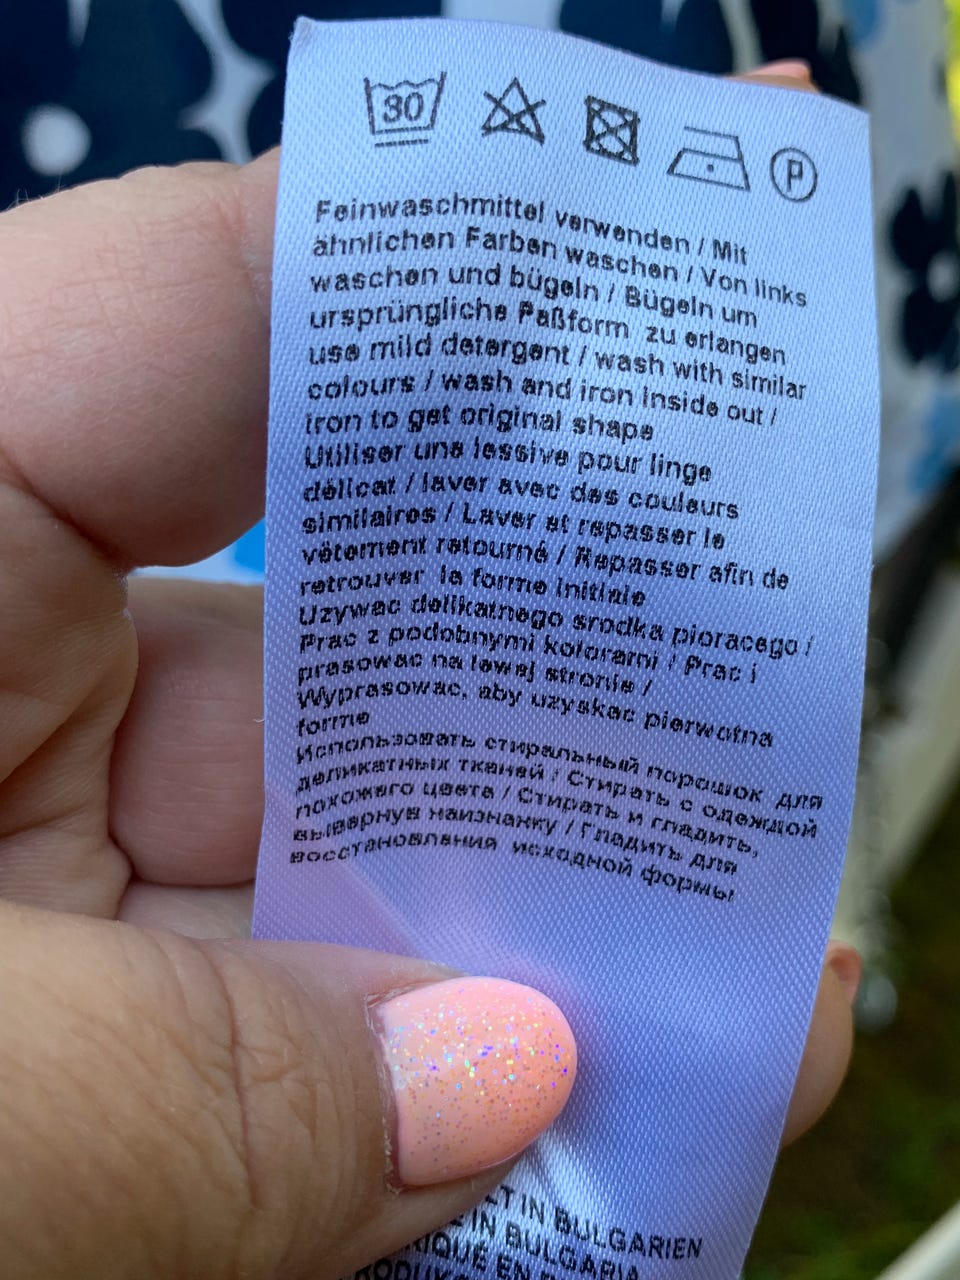 30 P
Feinwaschmittel verwenden / Mit
ähnlichen Farben waschen / Von links
waschen und bügeln / Bügeln um
ursprüngliche Paßform zu erlangen
use mild detergent / wash with similar
colours / wash and iron inside out /
iron to get original shape
Utiliser une lessive pour linge
délicat / laver avec des couleurs
similaires / Laver et repasser le
vêtement retourné / Repasser afin de
retrouver la forme initiale
Uzywac delikatnego srodka pioracego /
Prac z podobnymi kolorami / Prac i
prasowac na lewej stronie /
Wyprasowac, aby uzyskac pierwotna
forme
Использовать стиральный порошок для
деликатных тканей / Стирать с одеждой
похожего цвета / Стирать и гладить,
вывернув наизнанку / Гладить для
восстановления исходной формы
LT IN BULGARIEN
E IN BULGARIA
RIQUÉ EN